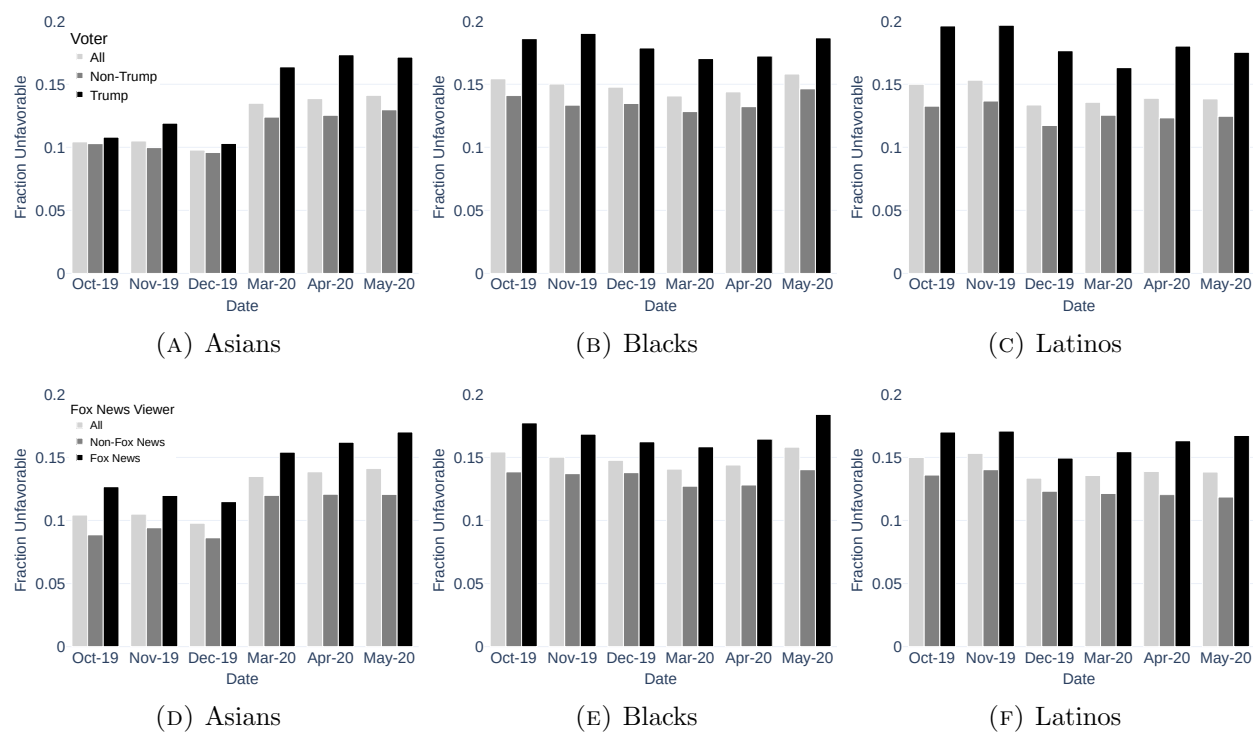 0.2
0.15
0.1
0.05
0
Fraction Unfavorable
Voter
All
Non-Trump
Trump
Oct-19 Nov-19 Dec-19 Mar-20 Apr-20 May-20
Date
(A) Asians
0.2
0.15
0.1
0.05
0
Fraction Unfavorable
Oct-19 Nov-19 Dec-19 Mar-20 Apr-20 May-20
Date
(B) Blacks
0.2
0.15
0.1
0.05
0
Fraction Unfavorable
Oct-19 Nov-19 Dec-19 Mar-20 Apr-20 May-20
Date
(C) Latinos
0.2
0.15
0.1
0.05
0
Fraction Unfavorable
Fox News Viewer
All
Non-Fox News
Fox News
Oct-19 Nov-19 Dec-19 Mar-20 Apr-20 May-20
Date
(D) Asians
0.2
0.15
0.1
0.05
0
Fraction Unfavorable
Oct-19 Nov-19 Dec-19 Mar-20 Apr-20 May-20
Date
(E) Blacks
0.2
0.15
0.1
0.05
0
Fraction Unfavorable
Oct-19 Nov-19 Dec-19 Mar-20 Apr-20 May-20
Date
(F) Latinos